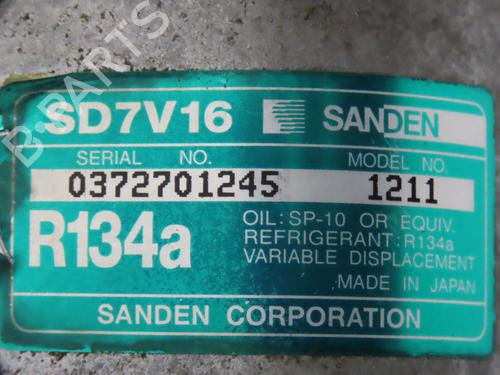 SD7V16 SANDEN
SERIAL NO. MODEL NO.
0372701245 1211
R134a
OIL: SP-10 OR EQUIV.
REFRIGERANT: R134a
VARIABLE DISPLACEMENT
MADE IN JAPAN
SANDEN CORPORATION
B-PARTS